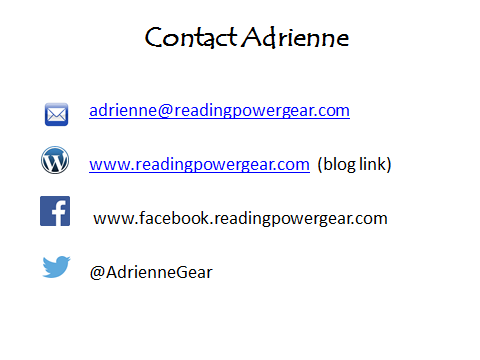 Contact Adrienne
adrienne@readingpowergear.com
www.readingpowergear.com (blog link)
www.facebook.readingpowergear.com
@AdrienneGear